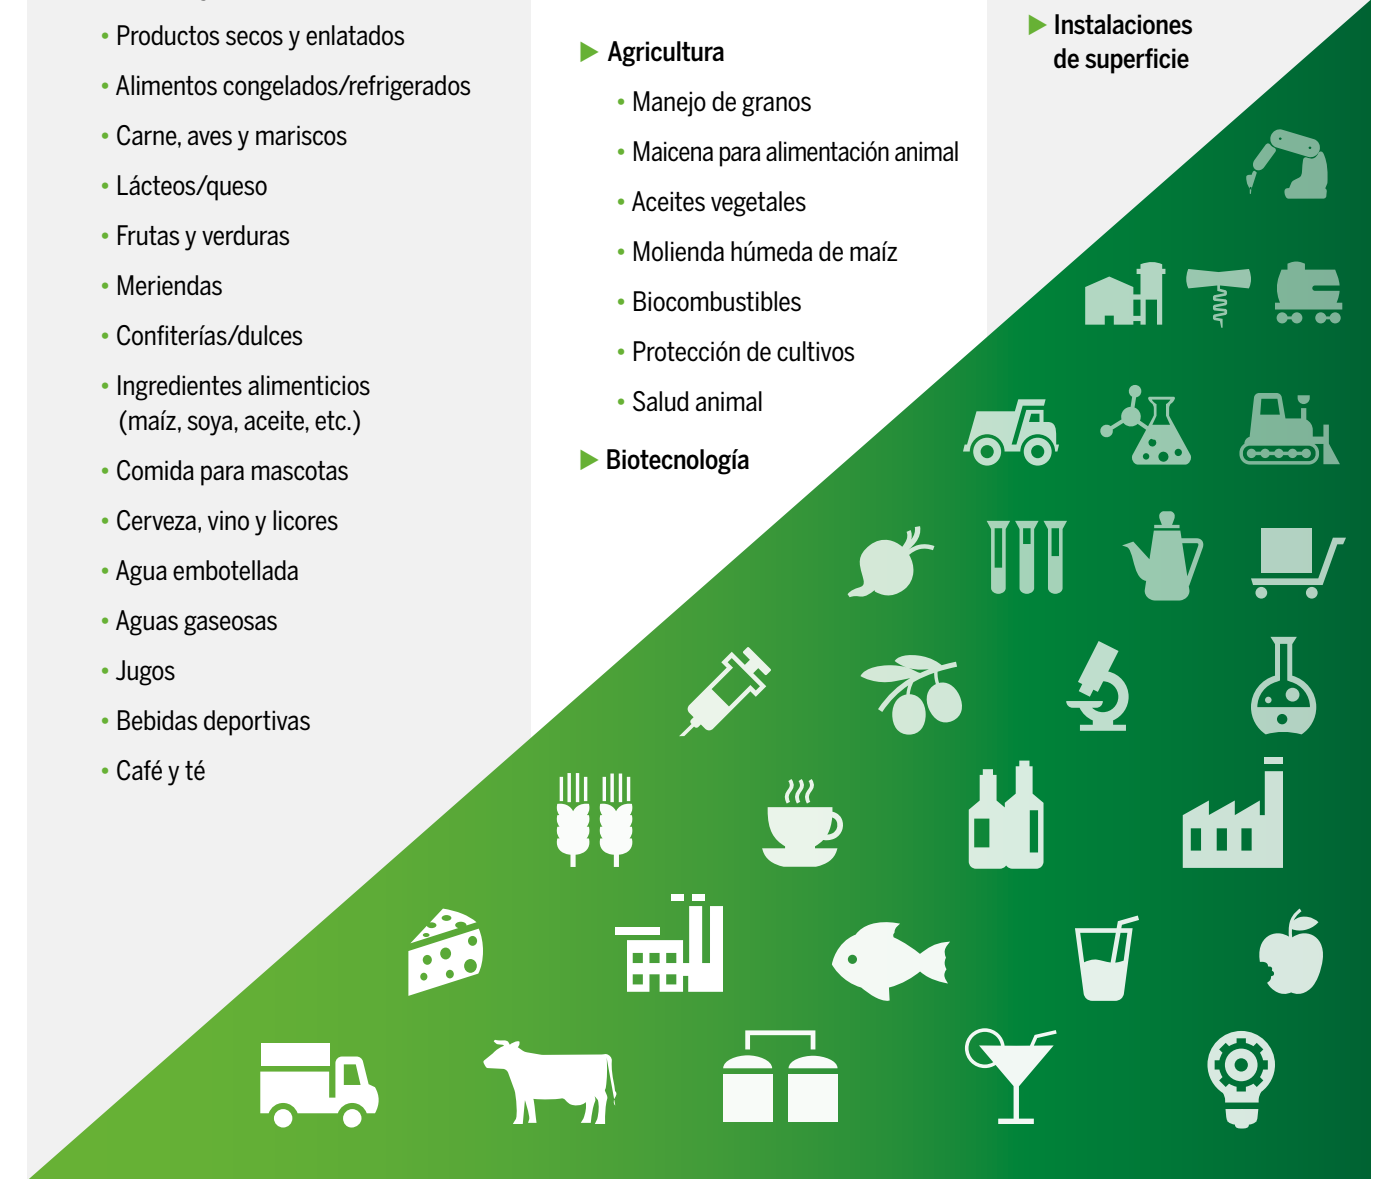 • Productos secos y enlatados
• Alimentos congelados/refrigerados
• Carne, aves y mariscos
• Lácteos/queso
• Frutas y verduras
• Meriendas
• Confiterías/dulces
• Ingredientes alimenticios
(maíz, soya, aceite, etc.)
• Comida para mascotas
• Cerveza, vino y licores
• Agua embotellada
• Aguas gaseosas
• Jugos
• Bebidas deportivas
• Café y té
► Agricultura
• Manejo de granos
• Maicena para alimentación animal
• Aceites vegetales
• Molienda húmeda de maíz
• Biocombustibles
• Protección de cultivos
• Salud animal
► Biotecnología
► Instalaciones
de superficie